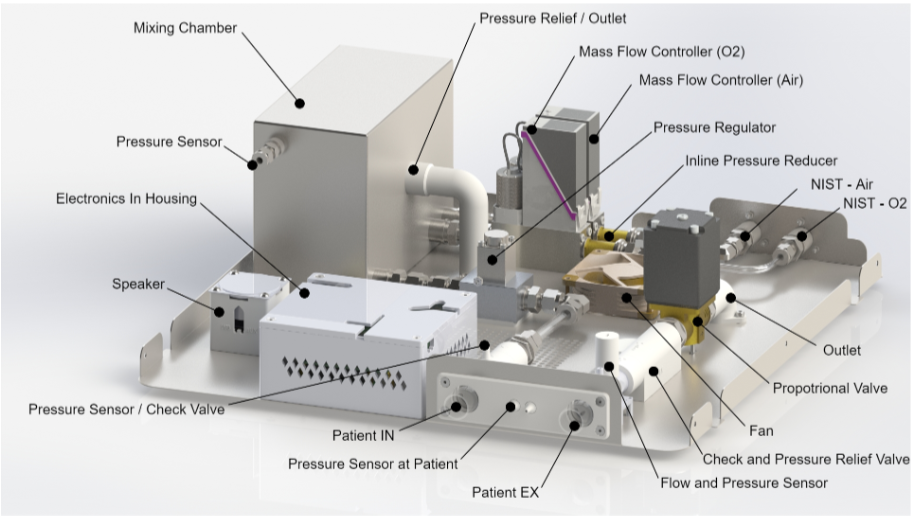 Pressure Relief / Outlet
Mixing Chamber
Mass Flow Controller (O2)
Mass Flow Controller (Air)
Pressure Regulator
Pressure Sensor
Inline Pressure Reducer
NIST - Air
Electronics In Housing
NIST - O2
Speaker
Outlet
Propotrional Valve
Pressure Sensor / Check Valve
Fan
Patient IN
Check and Pressure Relief Valve
Pressure Sensor at Patient
Flow and Pressure Sensor
Patient EX